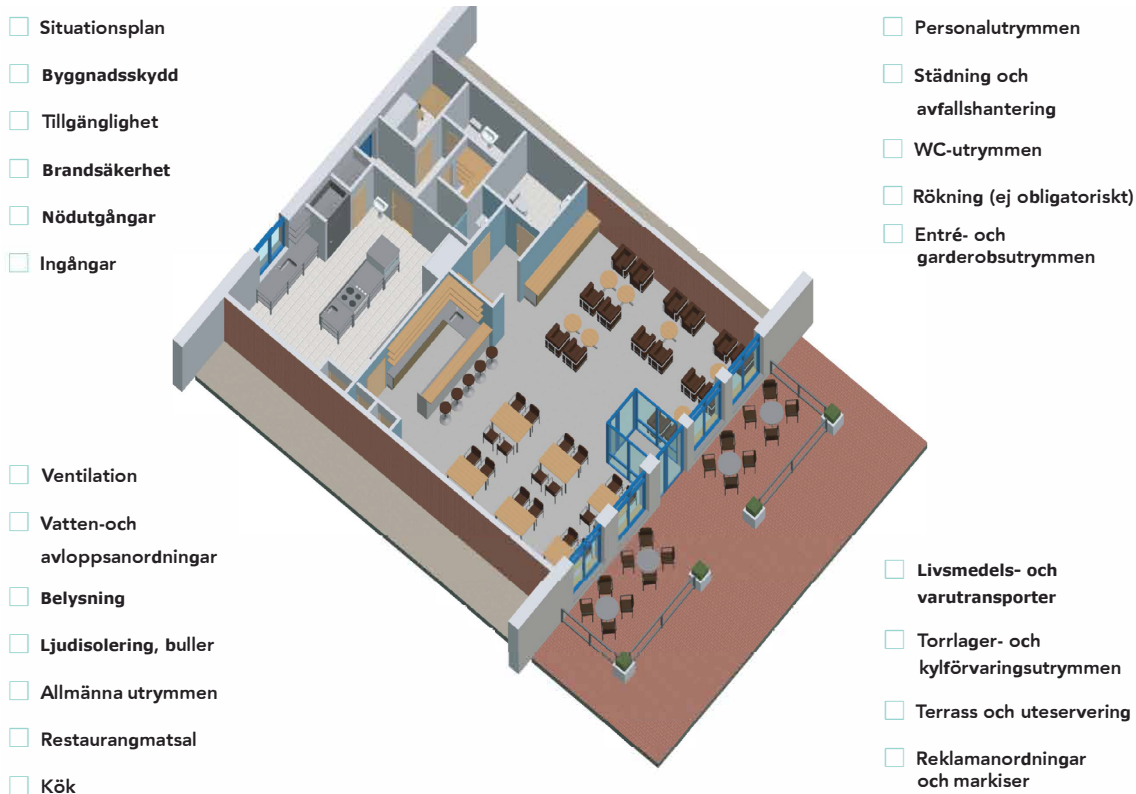 Situationsplan
Byggnadsskydd
Tillgänglighet
Brandsäkerhet
Nödutgångar
Ingångar
Ventilation
Vatten-och
avloppsanordningar
Belysning
Ljudisolering, buller
Allmänna utrymmen
Restaurangmatsal
Kök
Personalutrymmen
Städning och
avfallshantering
WC-utrymmen
Rökning (ej obligatoriskt)
Entré- och
garderobsutrymmen
Livsmedels- och
varutransporter
Torrlager- och
kylförvaringsutrymmen
Terrass och uteservering
Reklamanordningar
och markiser